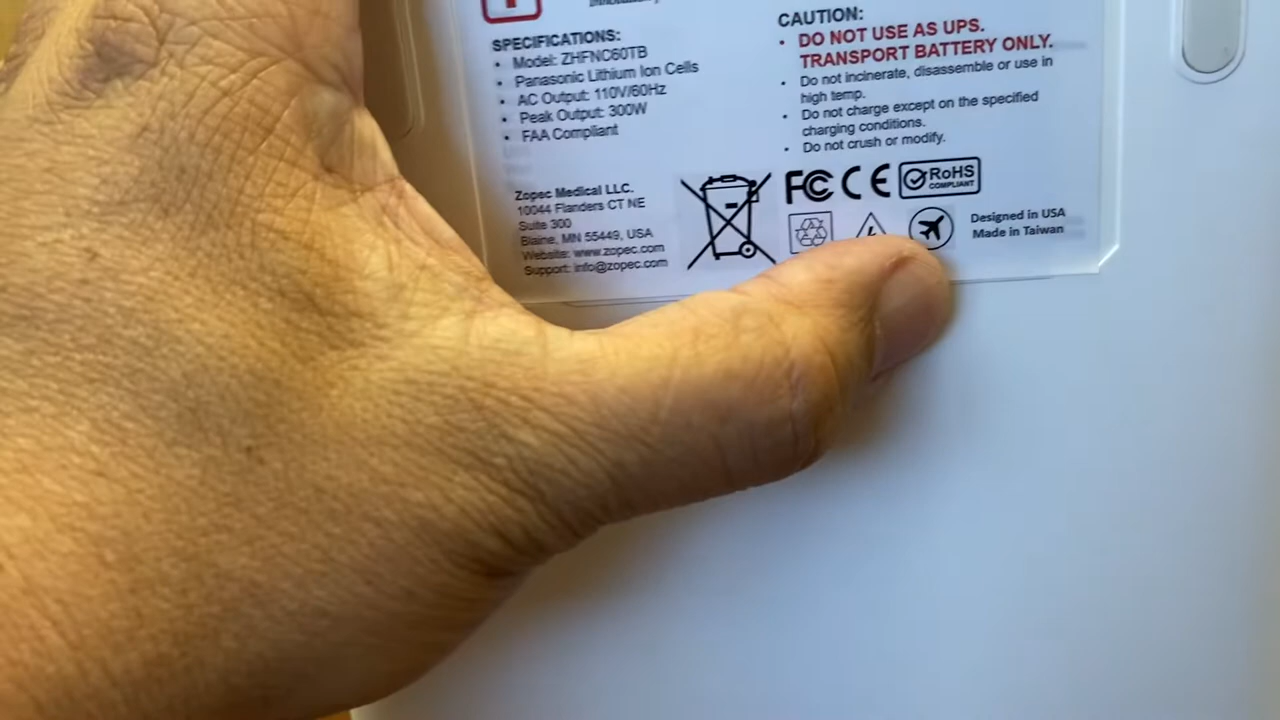 SPECIFICATIONS:
• Model: ZHFNC60TB
• Panasonic Lithium Ion Cells
• AC Output: 110V/60Hz
• Peak Output: 300W
• FAA Compliant
Zopec Medical LLC.
10044 Flanders CT NE
Suite 300
Blaine, MN 55449, USA
Website: www.zopec.com
Support: info@zopec.com
CAUTION:
• DO NOT USE AS UPS.
TRANSPORT BATTERY ONLY.
• Do not incinerate, disassemble or use in
high temp.
• Do not charge except on the specified
charging conditions.
• Do not crush or modify.
FC CE RoHS
COMPLIANT
Designed in USA
Made in Taiwan